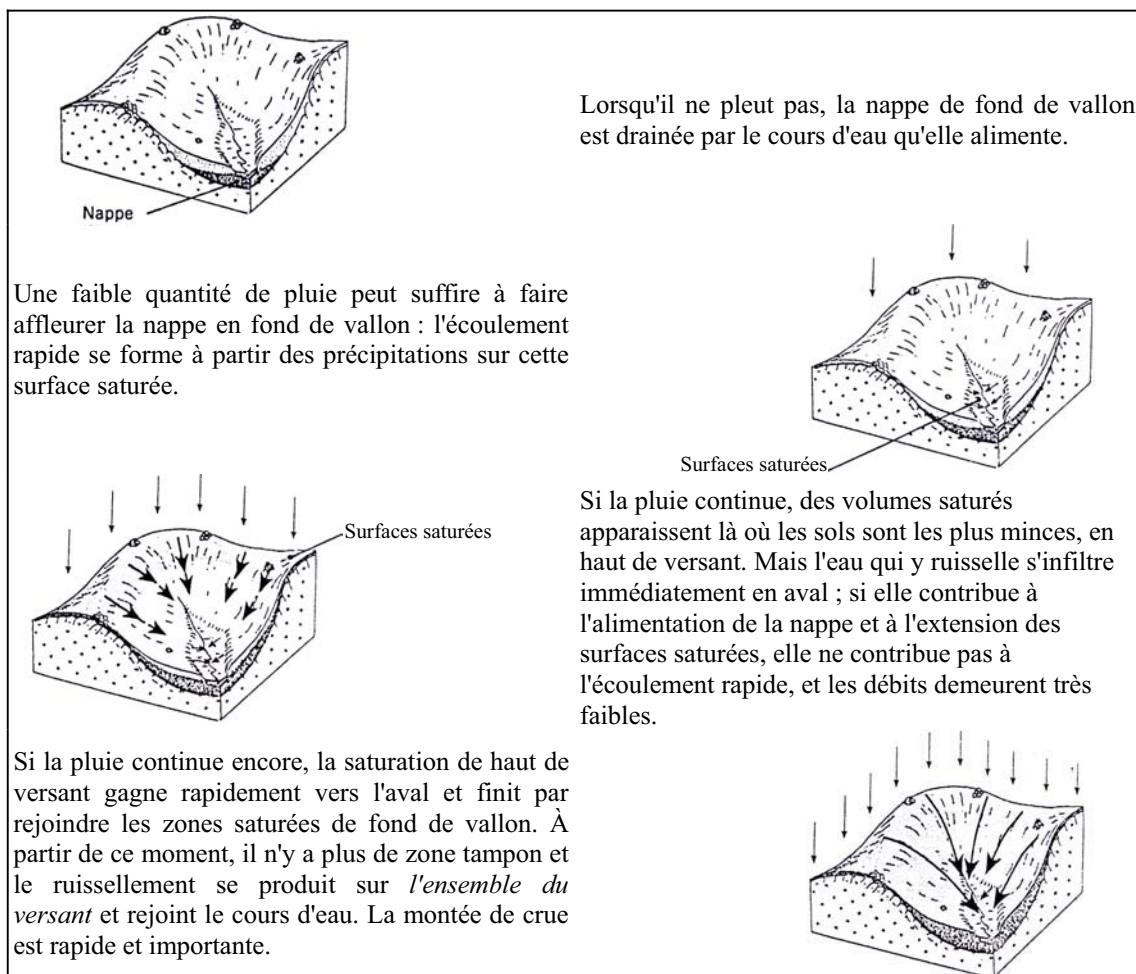 Lorsqu'il ne pleut pas, la nappe de fond de vallon
est drainée par le cours d'eau qu'elle alimente.
Nappe
Une faible quantité de pluie peut suffire à faire
affleurer la nappe en fond de vallon : l'écoulement
rapide se forme à partir des précipitations sur cette
surface saturée.
Surfaces saturées
Surfaces saturées
Si la pluie continue, des volumes saturés
apparaissent là où les sols sont les plus minces, en
haut de versant. Mais l'eau qui y ruisselle s'infiltre
immédiatement en aval ; si elle contribue à
l'alimentation de la nappe et à l'extension des
surfaces saturées, elle ne contribue pas à
l'écoulement rapide, et les débits demeurent très
faibles.
Si la pluie continue encore, la saturation de haut de
versant gagne rapidement vers l'aval et finit par
rejoindre les zones saturées de fond de vallon. À
partir de ce moment, il n'y a plus de zone tampon et
le ruissellement se produit sur l'ensemble du
versant et rejoint le cours d'eau. La montée de crue
est rapide et importante.